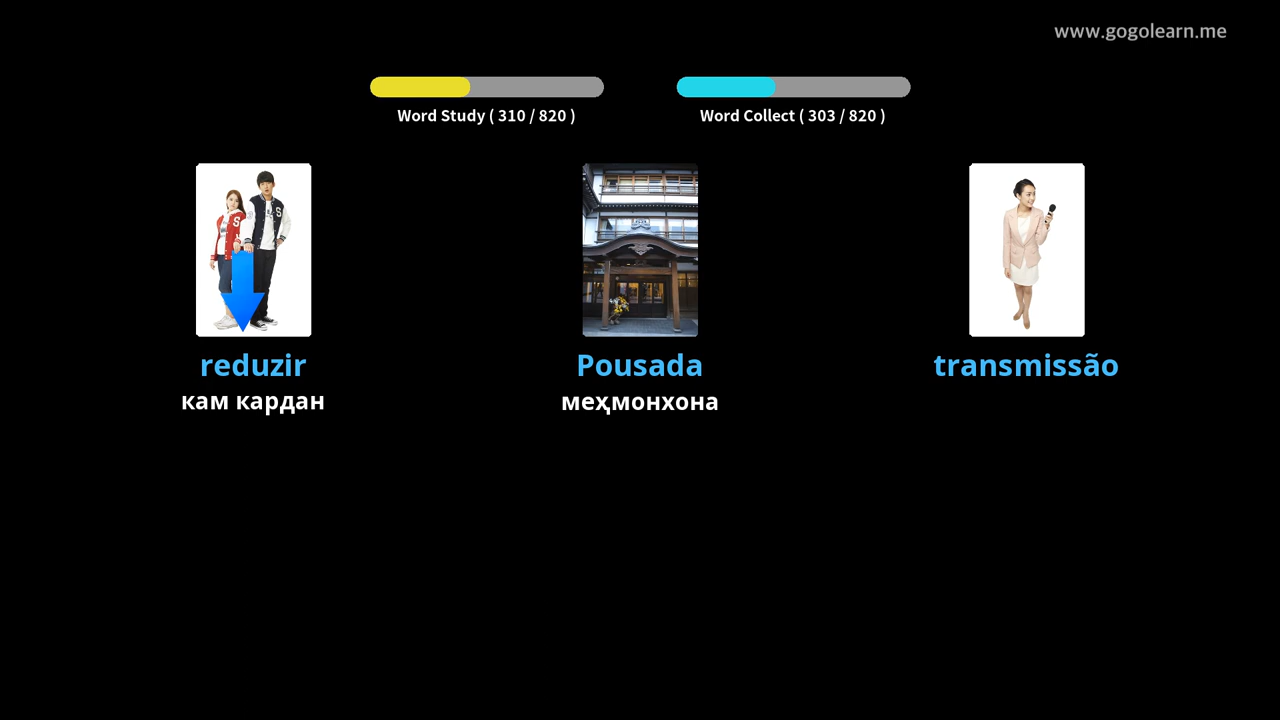 www.gogolearn.me
Word Study ( 310 / 820 )
Word Collect ( 303 / 820 )
reduzir
кам кардан
Pousada
меҳмонхона
transmissão